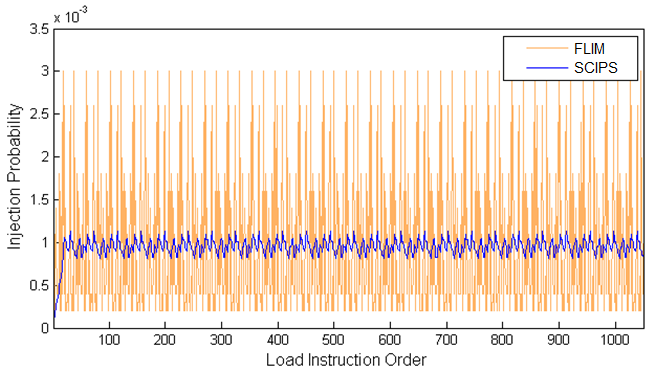 x 10^-3
3.5
FLIM
SCIPS
3
2.5
2
1.5
1
0.5
0
Injection Probability
100 200 300 400 500 600 700 800 900 1000
Load Instruction Order